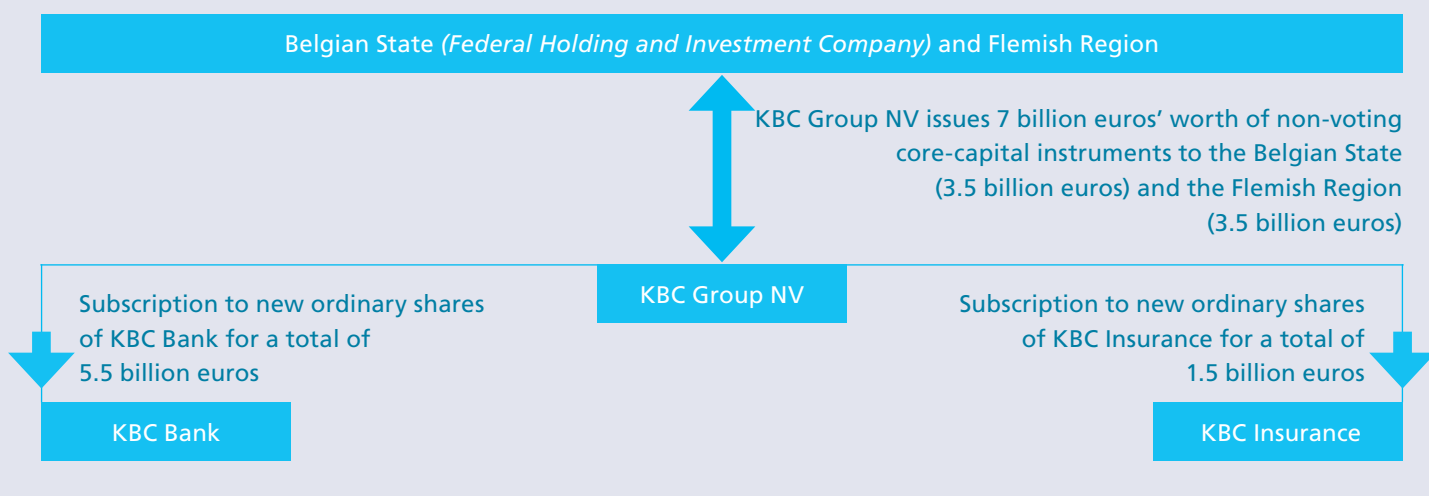 Belgian State (Federal Holding and Investment Company) and Flemish Region
KBC Group NV issues 7 billion euros’ worth of non-voting
core-capital instruments to the Belgian State
(3.5 billion euros) and the Flemish Region
(3.5 billion euros)
KBC Group NV
Subscription to new ordinary shares
of KBC Bank for a total of
5.5 billion euros
Subscription to new ordinary shares
of KBC Insurance for a total of
1.5 billion euros
KBC Bank
KBC Insurance